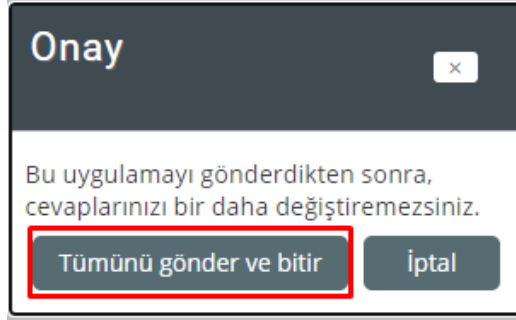 Onay
×
Bu uygulamayı gönderdikten sonra,
cevaplarınızı bir daha değiştiremezsiniz.
Tümünü gönder ve bitir İptal